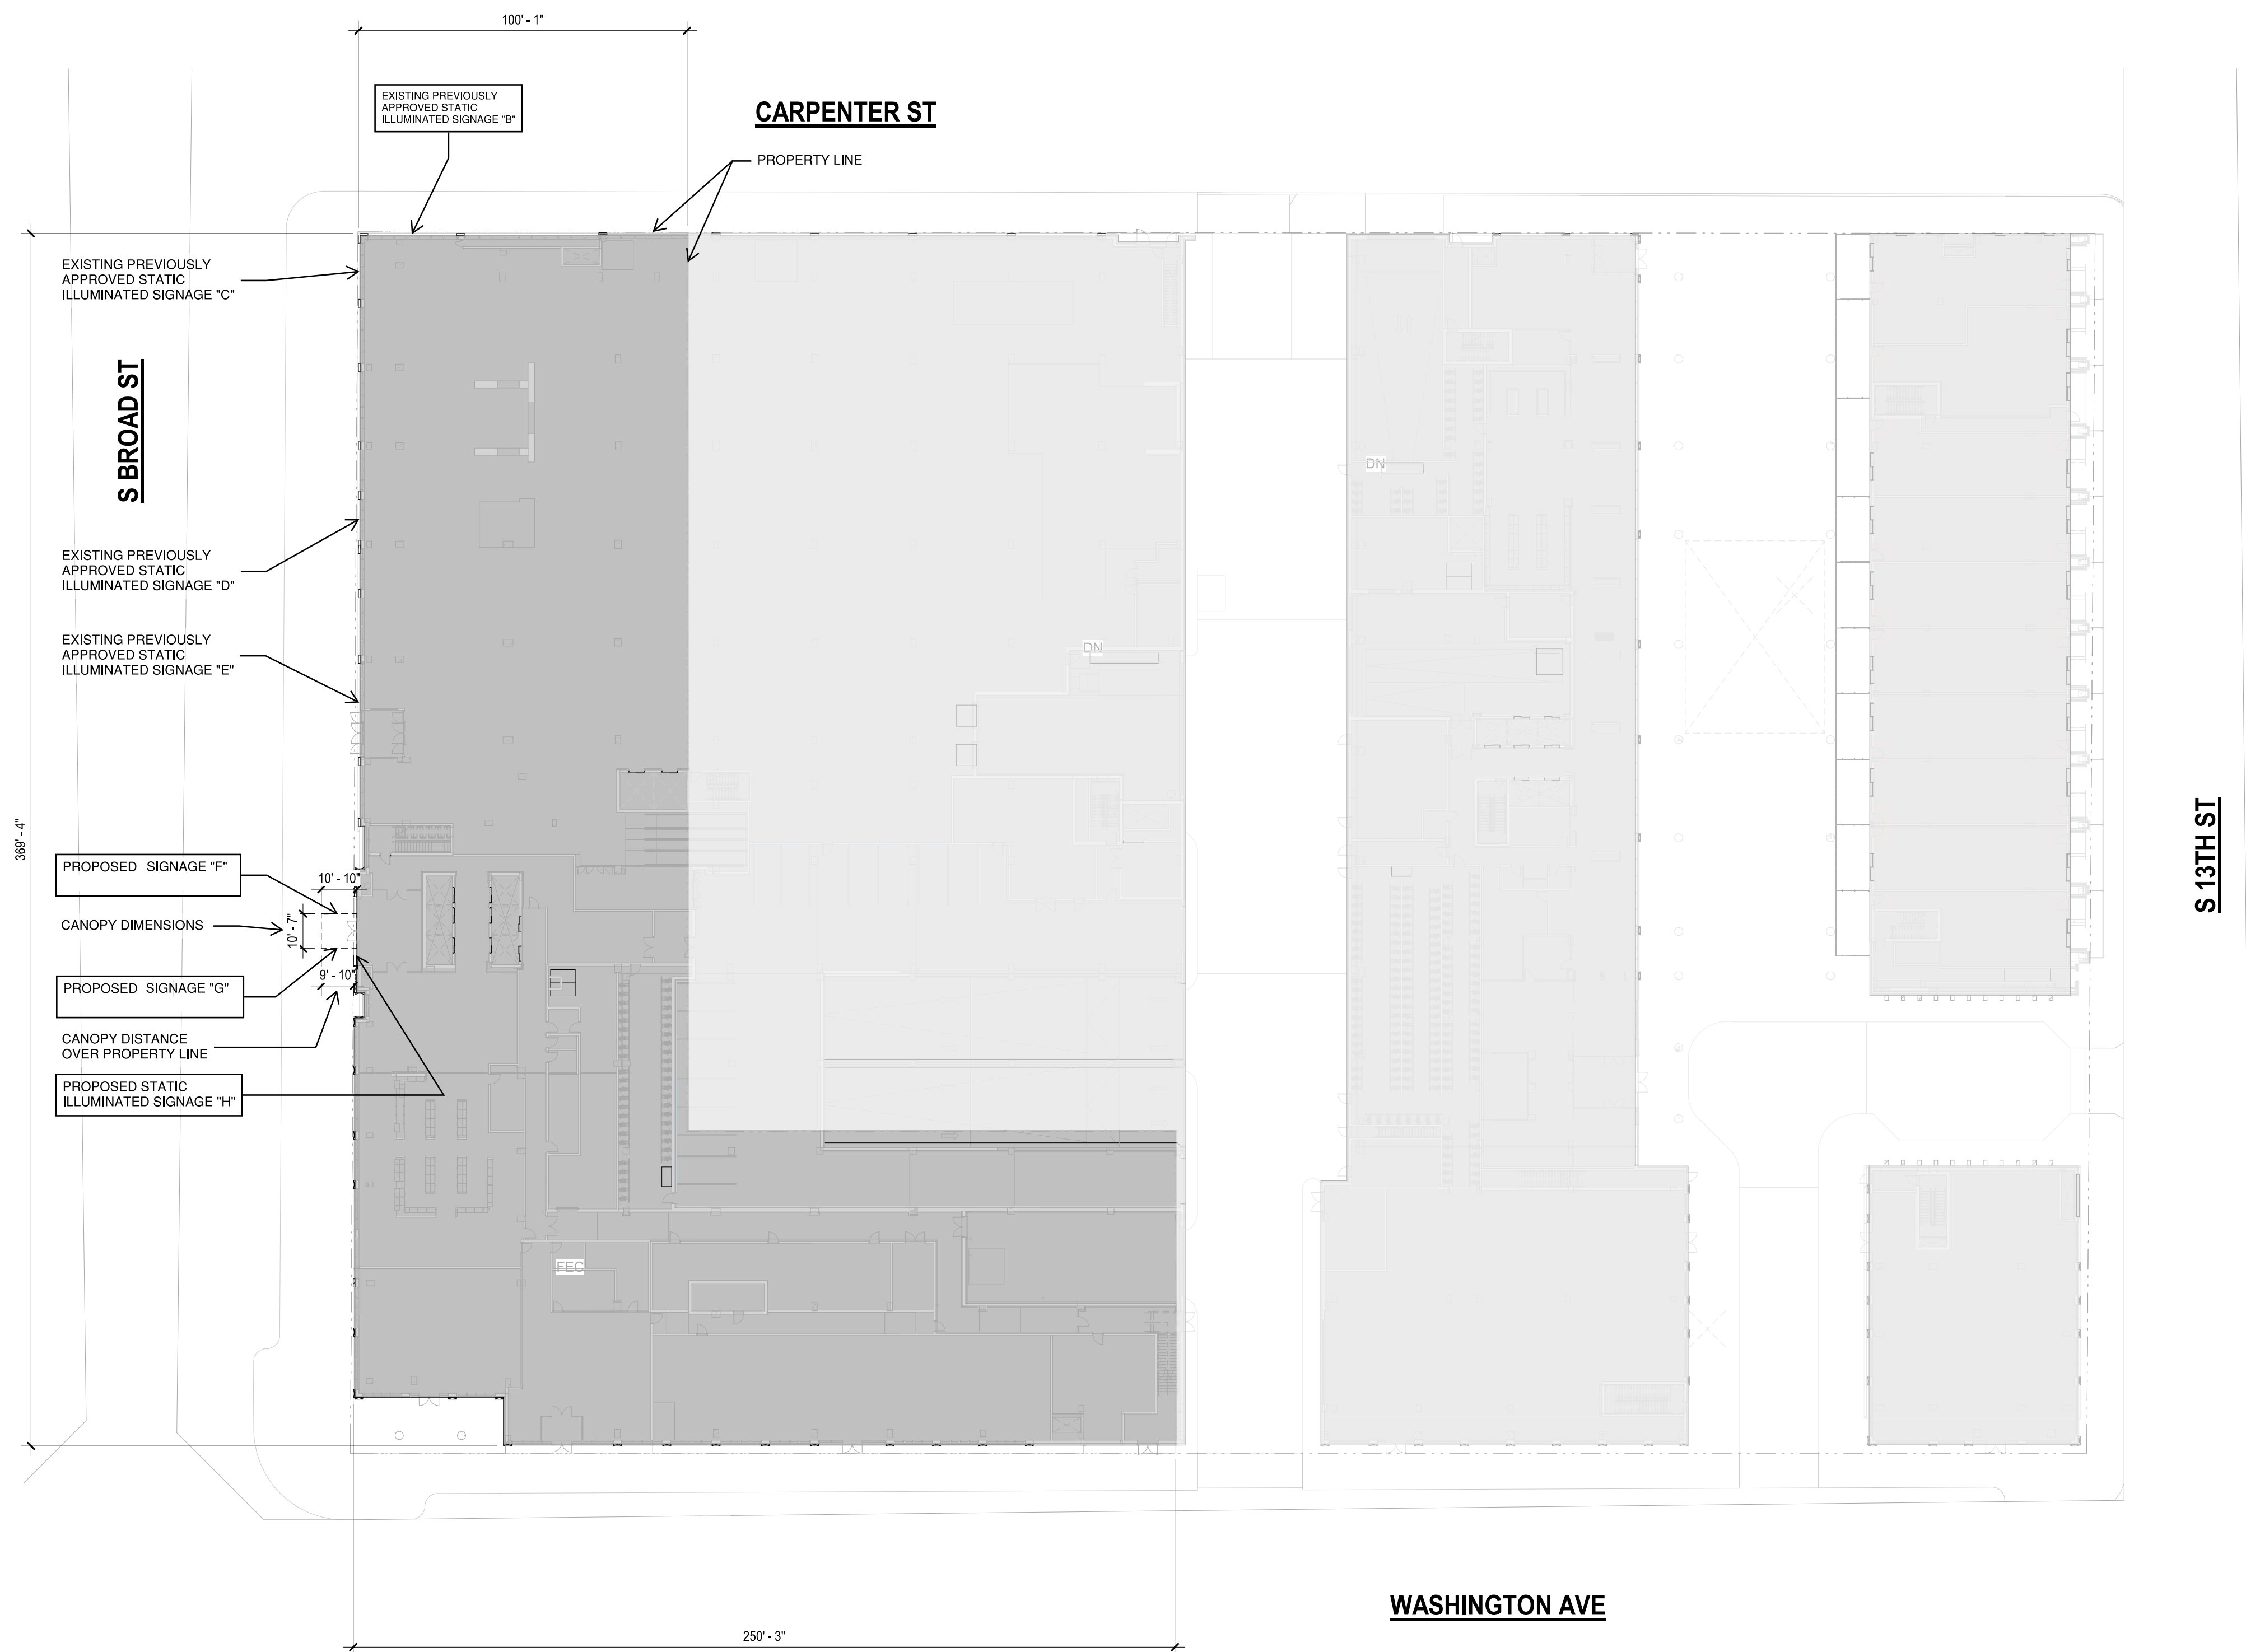 100' - 1"
EXISTING PREVIOUSLY
APPROVED STATIC
ILLUMINATED SIGNAGE "B"
CARPENTER ST
PROPERTY LINE
EXISTING PREVIOUSLY
APPROVED STATIC
ILLUMINATED SIGNAGE "C"
S BROAD ST
DN
EXISTING PREVIOUSLY
APPROVED STATIC
ILLUMINATED SIGNAGE "D"
EXISTING PREVIOUSLY
APPROVED STATIC
ILLUMINATED SIGNAGE "E"
DN
369' - 4"
S 13TH ST
PROPOSED SIGNAGE "F"
10' - 10"
CANOPY DIMENSIONS
10' - 7"
9' - 10"
PROPOSED SIGNAGE "G"
CANOPY DISTANCE
OVER PROPERTY LINE
PROPOSED STATIC
ILLUMINATED SIGNAGE "H"
FEC
WASHINGTON AVE
250' - 3"